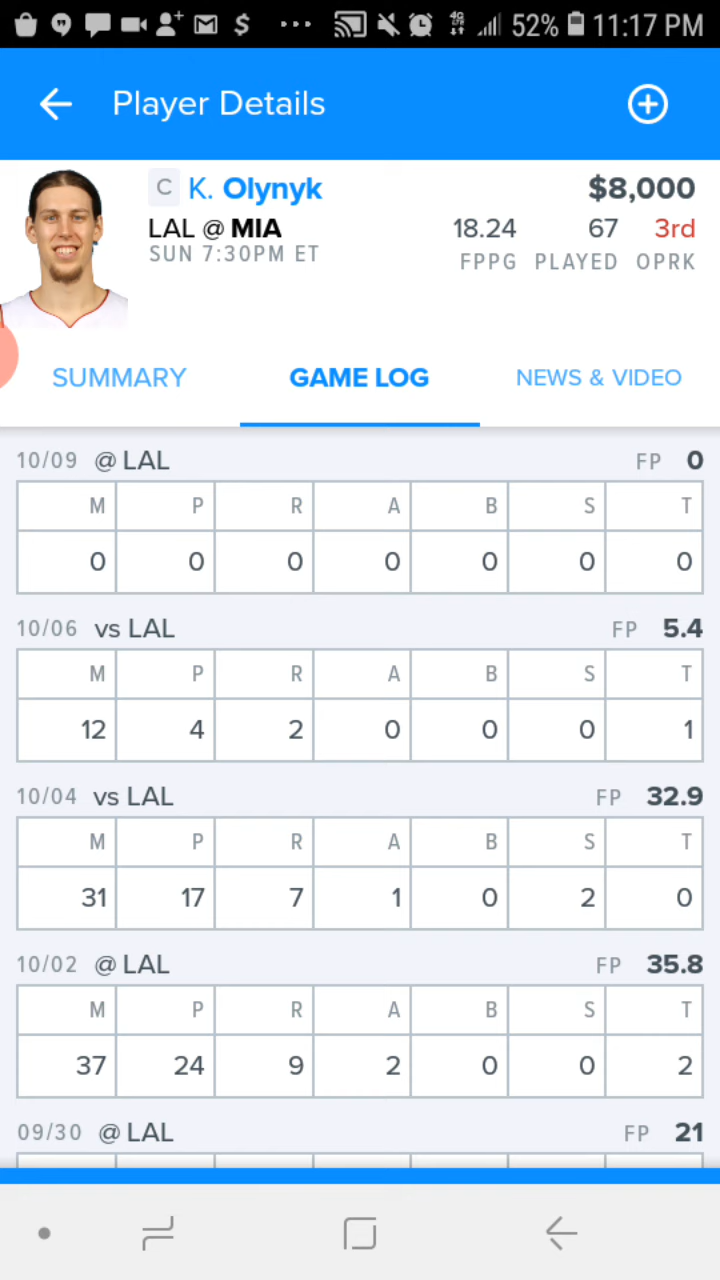 4G LTE 52% 11:17 PM
Player Details
C K. Olynyk $8,000
LAL @ MIA 18.24 67 3rd
SUN 7:30PM ET FPPG PLAYED OPRK
SUMMARY GAME LOG NEWS & VIDEO
10/09 @ LAL FP 0
M P R A B S T
0 0 0 0 0 0 0
10/06 vs LAL FP 5.4
M P R A B S T
12 4 2 0 0 0 1
10/04 vs LAL FP 32.9
M P R A B S T
31 17 7 1 0 2 0
10/02 @ LAL FP 35.8
M P R A B S T
37 24 9 2 0 0 2
09/30 @ LAL FP 21